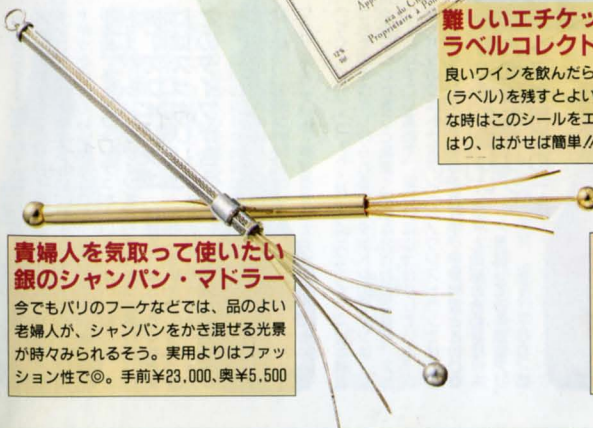 App
du Ch
Propriétaire à Po
12%
難しいエチケッ
ラベルコレクト
良いワインを飲んだら
(ラベル)を残すとよい
な時はこのシールをエ
はり、はがせば簡単!!
貴婦人を気取って使いたい
銀のシャンパン・マドラー
今でもパリのフーケなどでは、品のよい
老婦人が、シャンパンをかき混ぜる光景
が時々みられるそう。実用よりはファッ
ション性で◎。手前¥23,000、奥¥5,500